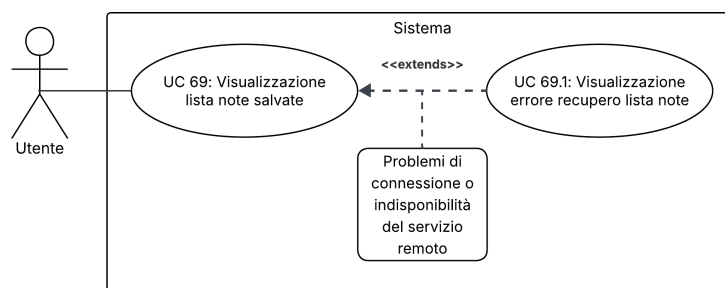 Sistema
UC 69: Visualizzazione
lista note salvate
<<extends>>
UC 69.1: Visualizzazione
errore recupero lista note
Utente
Problemi di
connessione o
indisponibilità
del servizio
remoto